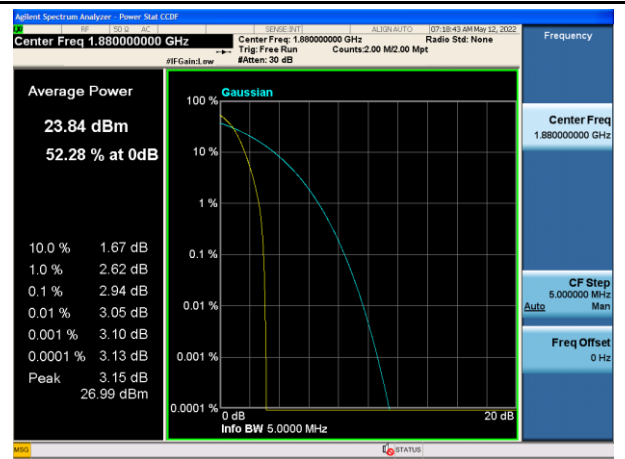 Agilent Spectrum Analyzer - Power Stat CCDF
RF 50 Ω AC SENSE:INT ALIGN AUTO 07:18:43 AM May 12, 2022
Center Freq 1.880000000 GHz
Center Freq: 1.880000000 GHz Radio Std: None
Trig: Free Run Counts:2.00 M/2.00 Mpt
#IFGain:Low #Atten: 30 dB
Frequency
Average Power
23.84 dBm
52.28 % at 0dB
10.0 % 1.67 dB
1.0 % 2.62 dB
0.1 % 2.94 dB
0.01 % 3.05 dB
0.001 % 3.10 dB
0.0001 % 3.13 dB
Peak 3.15 dB
26.99 dBm
Gaussian
100 %
10 %
1 %
0.1 %
0.01 %
0.001 %
0.0001 %
0 dB 20 dB
Info BW 5.0000 MHz
Center Freq
1.880000000 GHz
CF Step
5.000000 MHz
Auto Man
Freq Offset
0 Hz
MSG STATUS